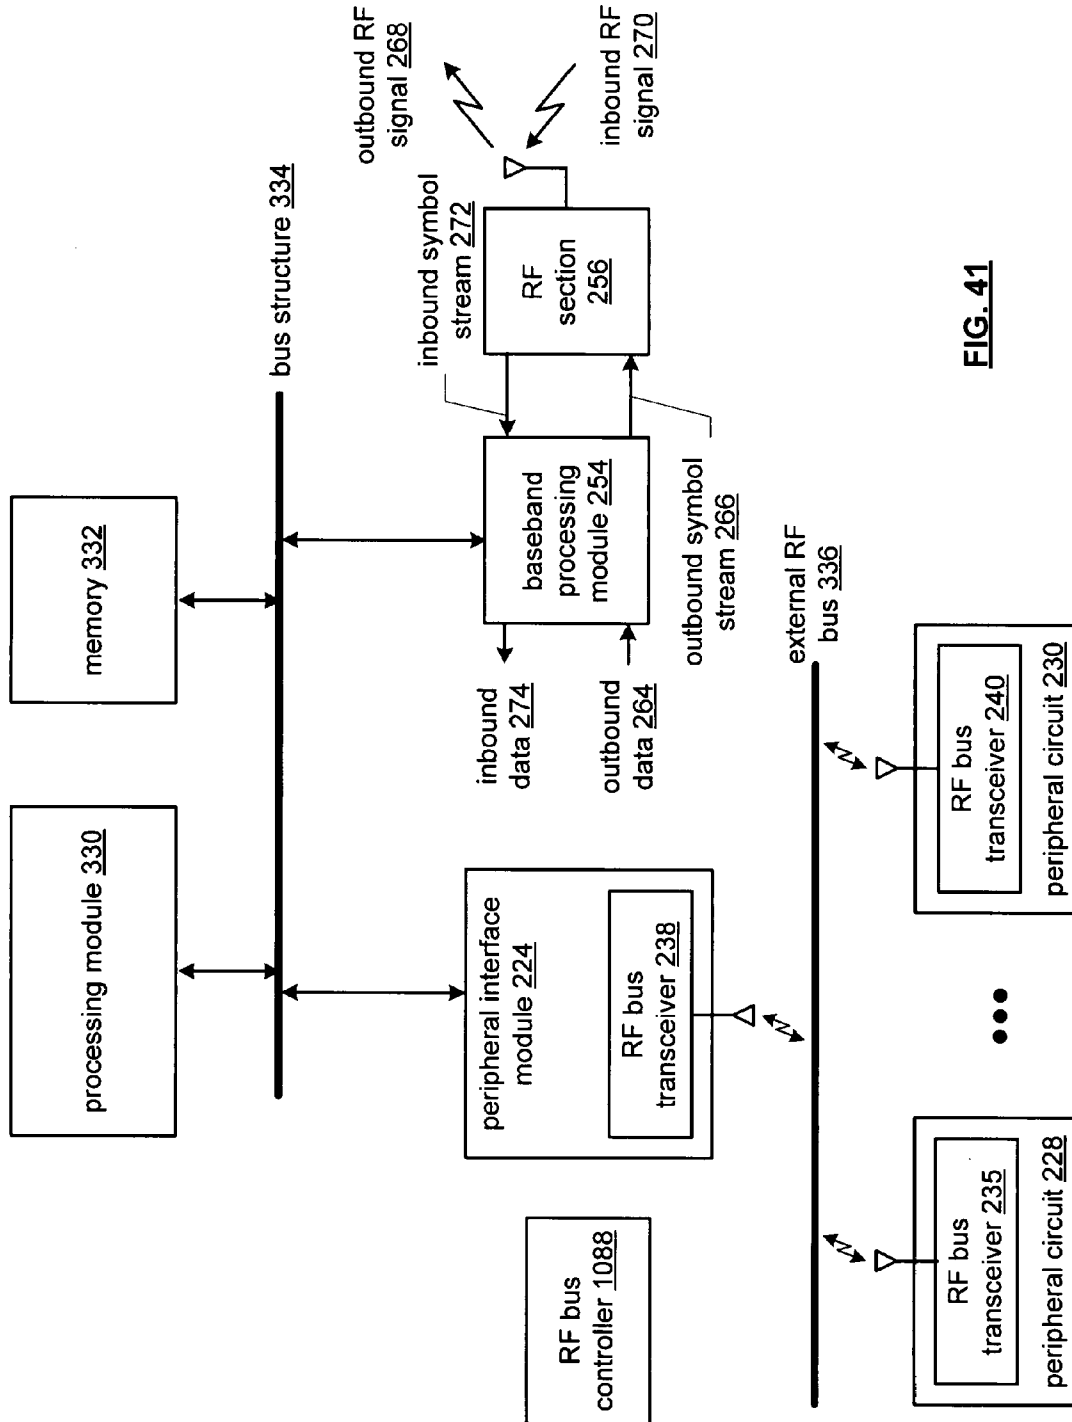 processing module 330
memory 332
bus structure 334
outbound RF
signal 268
inbound RF
signal 270
inbound symbol
stream 272
RF
section
256
baseband
processing
module 254
outbound symbol
stream 266
inbound
data 274
outbound
data 264
peripheral interface
module 224
RF bus
transceiver 238
RF bus
controller 1088
external RF
bus 336
RF bus
transceiver 235
peripheral circuit 228
RF bus
transceiver 240
peripheral circuit 230
FIG. 41